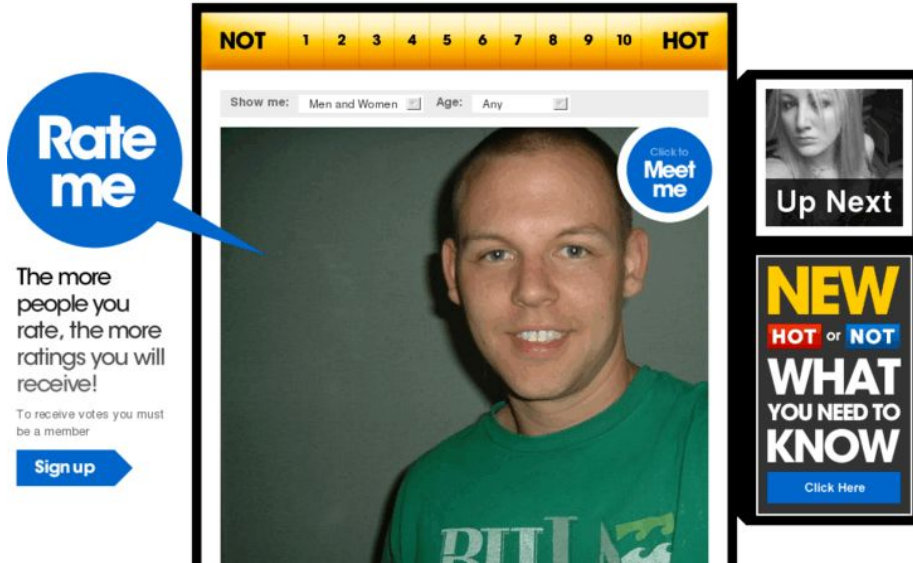 NOT 1 2 3 4 5 6 7 8 9 10 HOT
Show me: Men and Women Age: Any
Rate
me
Click to
Meet
me
Up Next
The more
people you
rate, the more
ratings you will
receive!
To receive votes you must
be a member
Sign up
NEW
HOT or NOT
WHAT
YOU NEED TO
KNOW
Click Here